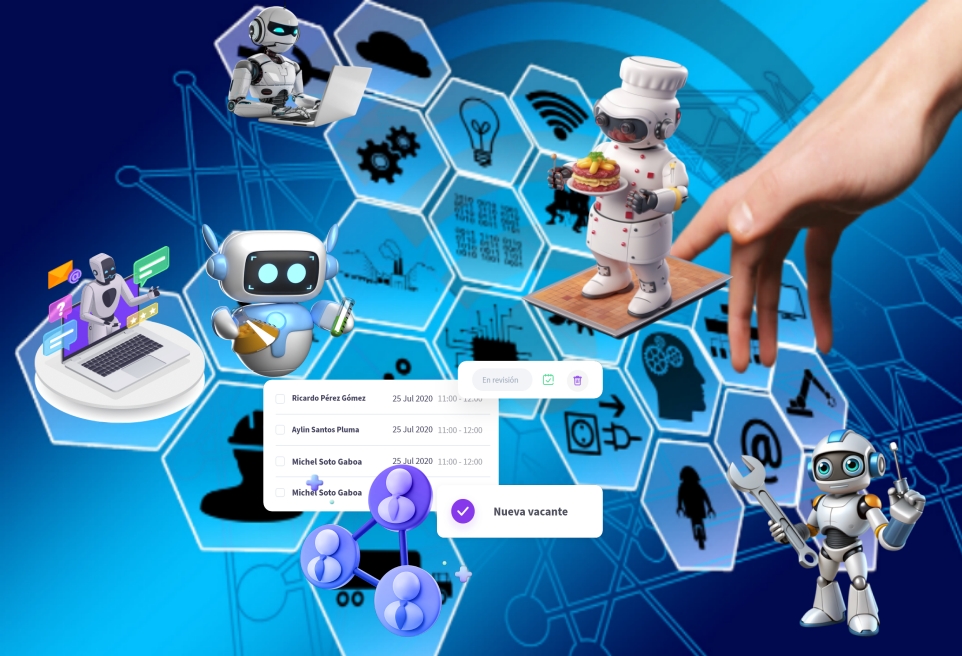 En revisión
Ricardo Pérez Gómez 25 Jul 2020 11:00 - 12:00
Aylin Santos Pluma 25 Jul 2020 11:00 - 12:00
Michel Soto Gaboa 25 Jul 2020 11:00 - 12:00
Michel Soto Gaboa
Nueva vacante
@
@
?